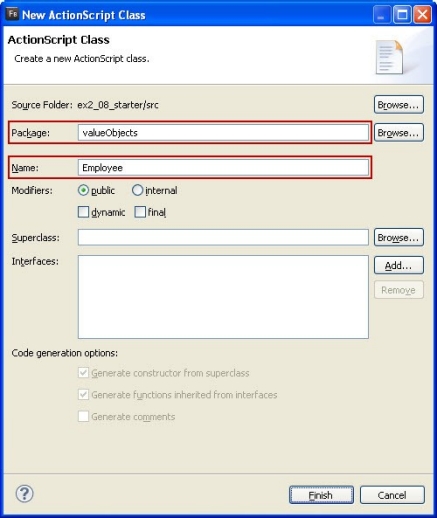 Fb New ActionScript Class
ActionScript Class
Create a new ActionScript class.
Source Folder: ex2_08_starter/src Browse...
Package: valueObjects Browse...
Name: Employee
Modifiers: public internal
dynamic final
Superclass: Browse...
Interfaces: Add...
Remove
Code generation options:
Generate constructor from superclass
Generate functions inherited from interfaces
Generate comments
? Finish Cancel